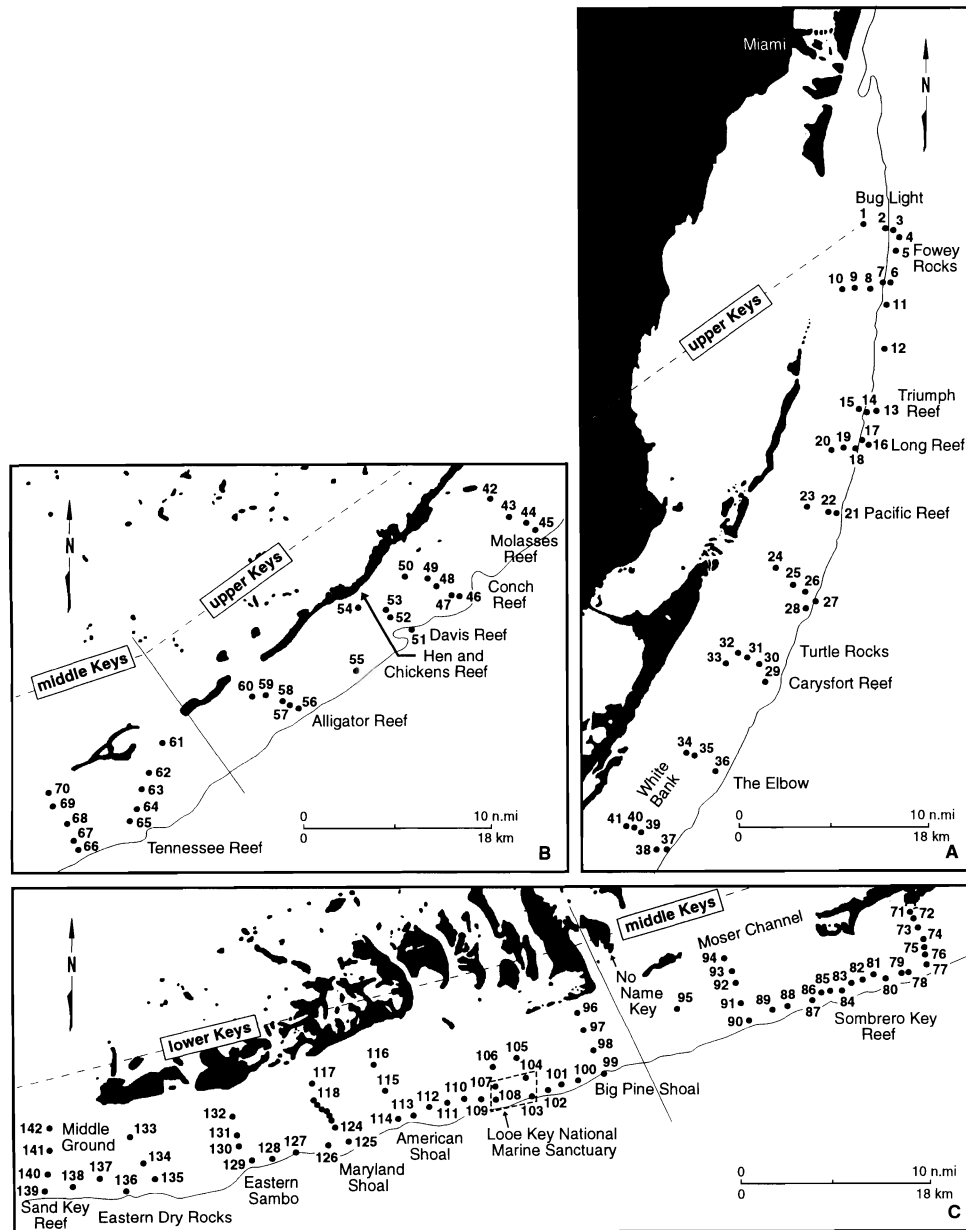 Miami
N
Bug Light
1
2
3
4
5
Fowey
Rocks
10
9
8
7
6
11
upper Keys
12
Triumph
Reef
15
14
13
17
20
19
16
Long Reef
18
23
22
21
Pacific Reef
24
25
26
27
28
32
31
Turtle Rocks
33
30
29
Carysfort Reef
34
35
36
The Elbow
White
Bank
41
40
39
37
38
0
10 n.mi
18 km
A
N
42
43
44
45
Molasses
Reef
upper Keys
50
49
48
Conch
Reef
47
46
54
53
52
51
Davis Reef
Hen and
Chickens Reef
middle Keys
55
60
59
58
56
57
Alligator Reef
61
62
70
63
69
64
68
65
67
66
Tennessee Reef
0
10 n.mi
18 km
B
N
middle Keys
Moser Channel
71
72
73
74
75
76
77
94
93
92
No
Name
Key
95
91
89
88
86
85
83
82
81
79
90
87
84
80
78
Sombrero Key
Reef
lower Keys
96
97
98
99
116
106
105
104
117
115
107
101
100
Big Pine Shoal
118
112
110
108
102
132
113
111
109
103
114
124
American
Shoal
Looe Key National
Marine Sanctuary
142
Middle
Ground
133
131
125
141
130
128
127
126
Maryland
Shoal
134
129
Eastern
Sambo
140
138
137
135
139
136
Sand Key
Reef
Eastern Dry Rocks
0
10 n.mi
18 km
C